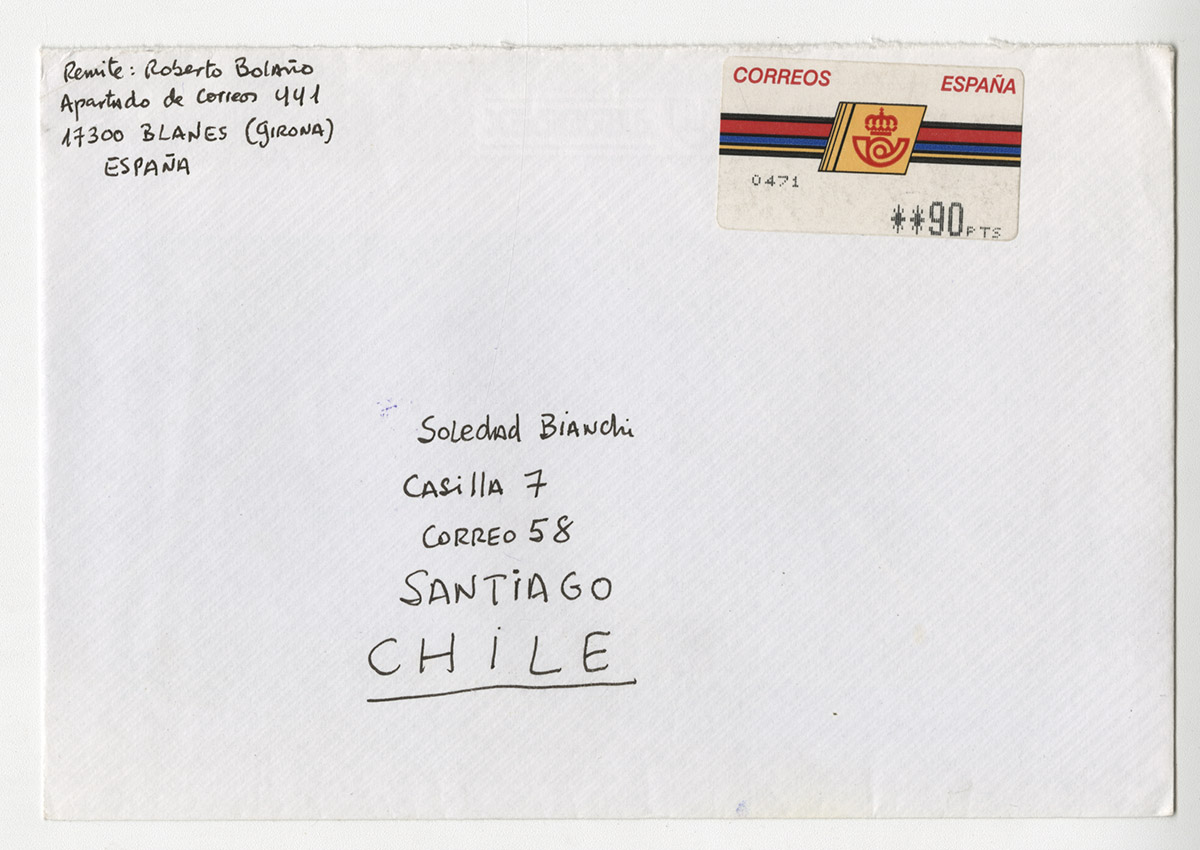 Remite: Roberto Bolaño
Apartado de Correos 441
17300 BLANES (GIRONA)
ESPAÑA
CORREOS ESPAÑA
0471
**90 PTS
Soledad Bianchi
Casilla 7
CORREO 58
SANTiAGO
CHiLE